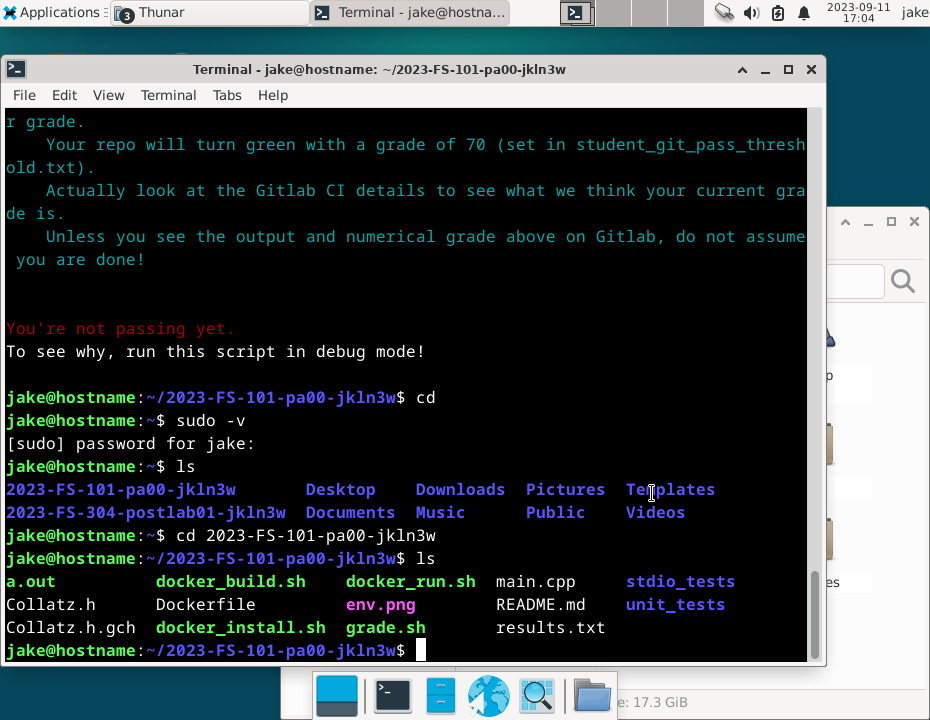 Applications
3 Thunar
Terminal - jake@hostna...
2023-09-11
17:04
jake
Terminal - jake@hostname: ~/2023-FS-101-pa00-jkln3w
File Edit View Terminal Tabs Help
r grade.
Your repo will turn green with a grade of 70 (set in student_git_pass_thresh
old.txt).
Actually look at the Gitlab CI details to see what we think your current gra
de is.
Unless you see the output and numerical grade above on Gitlab, do not assume
you are done!
You're not passing yet.
To see why, run this script in debug mode!
jake@hostname:~/2023-FS-101-pa00-jkln3w$ cd
jake@hostname:~$ sudo -v
[sudo] password for jake:
jake@hostname:~$ ls
2023-FS-101-pa00-jkln3w Desktop Downloads Pictures Templates
2023-FS-304-postlab01-jkln3w Documents Music Public Videos
jake@hostname:~$ cd 2023-FS-101-pa00-jkln3w
jake@hostname:~/2023-FS-101-pa00-jkln3w$ ls
a.out docker_build.sh docker_run.sh main.cpp stdio_tests
Collatz.h Dockerfile env.png README.md unit_tests
Collatz.h.gch docker_install.sh grade.sh results.txt
jake@hostname:~/2023-FS-101-pa00-jkln3w$
p
es
e: 17.3 GiB